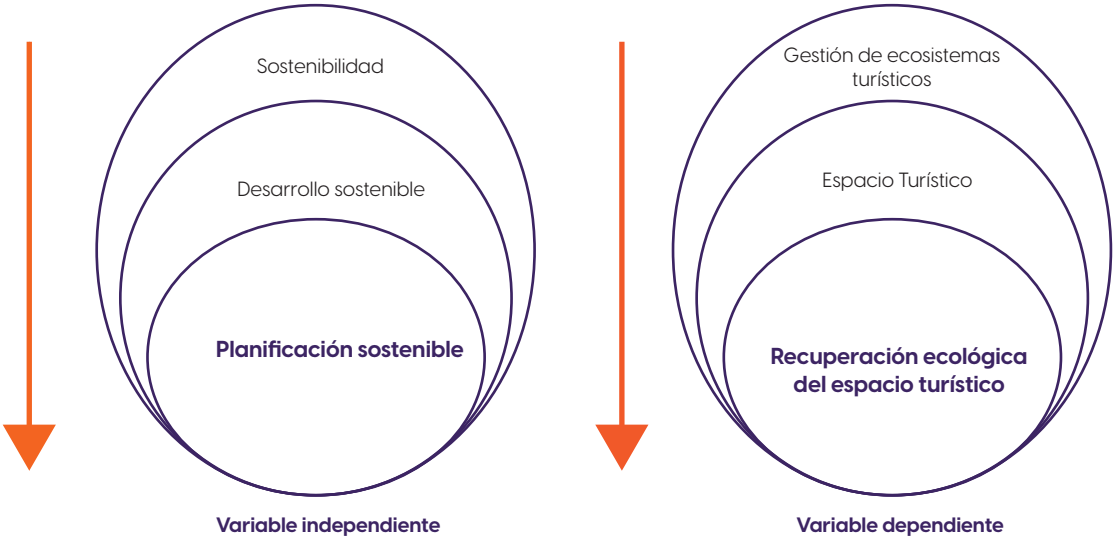 Sostenibilidad
Desarrollo sostenible
Planificación sostenible
Variable independiente
Gestión de ecosistemas
turísticos
Espacio Turístico
Recuperación ecológica
del espacio turístico
Variable dependiente